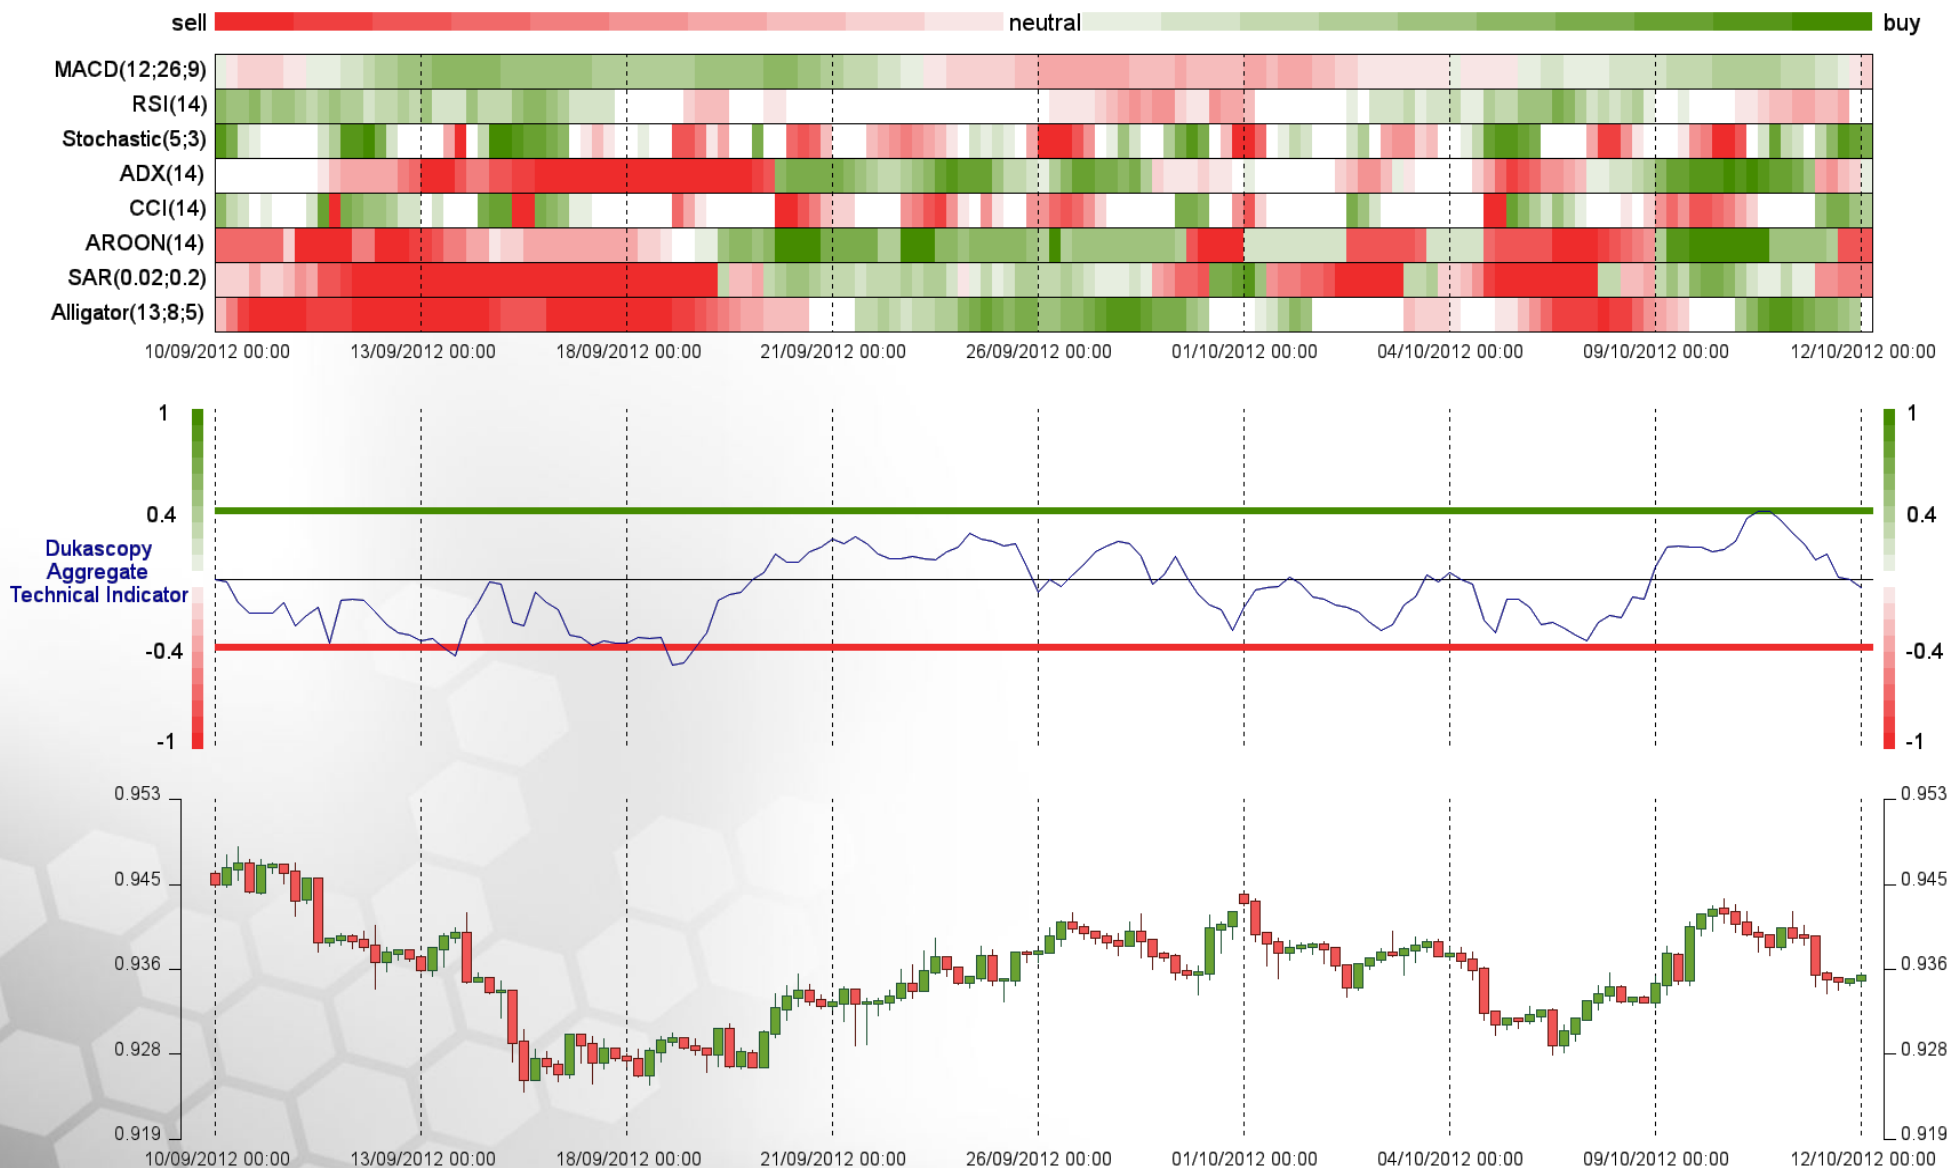 sell neutral buy
MACD(12;26;9)
RSI(14)
Stochastic(5;3)
ADX(14)
CCI(14)
AROON(14)
SAR(0.02;0.2)
Alligator(13;8;5)
10/09/2012 00:00 13/09/2012 00:00 18/09/2012 00:00 21/09/2012 00:00 26/09/2012 00:00 01/10/2012 00:00 04/10/2012 00:00 09/10/2012 00:00 12/10/2012 00:00
1 1
0.4 0.4
Dukascopy
Aggregate
Technical Indicator
-0.4 -0.4
-1 -1
0.953 0.953
0.945 0.945
0.936 0.936
0.928 0.928
0.919 0.919
10/09/2012 00:00 13/09/2012 00:00 18/09/2012 00:00 21/09/2012 00:00 26/09/2012 00:00 01/10/2012 00:00 04/10/2012 00:00 09/10/2012 00:00 12/10/2012 00:00